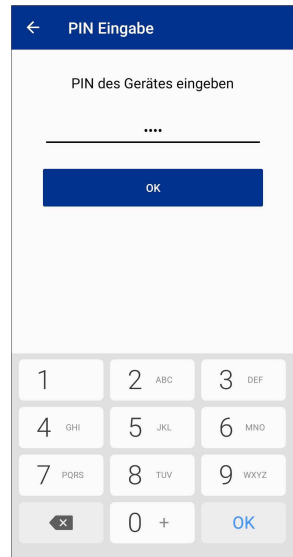 PIN Eingabe
PIN des Gerätes eingeben
····
OK
1
2 ABC
3 DEF
4 GHI
5 JKL
6 MNO
7 PQRS
8 TUV
9 WXYZ
0 +
OK